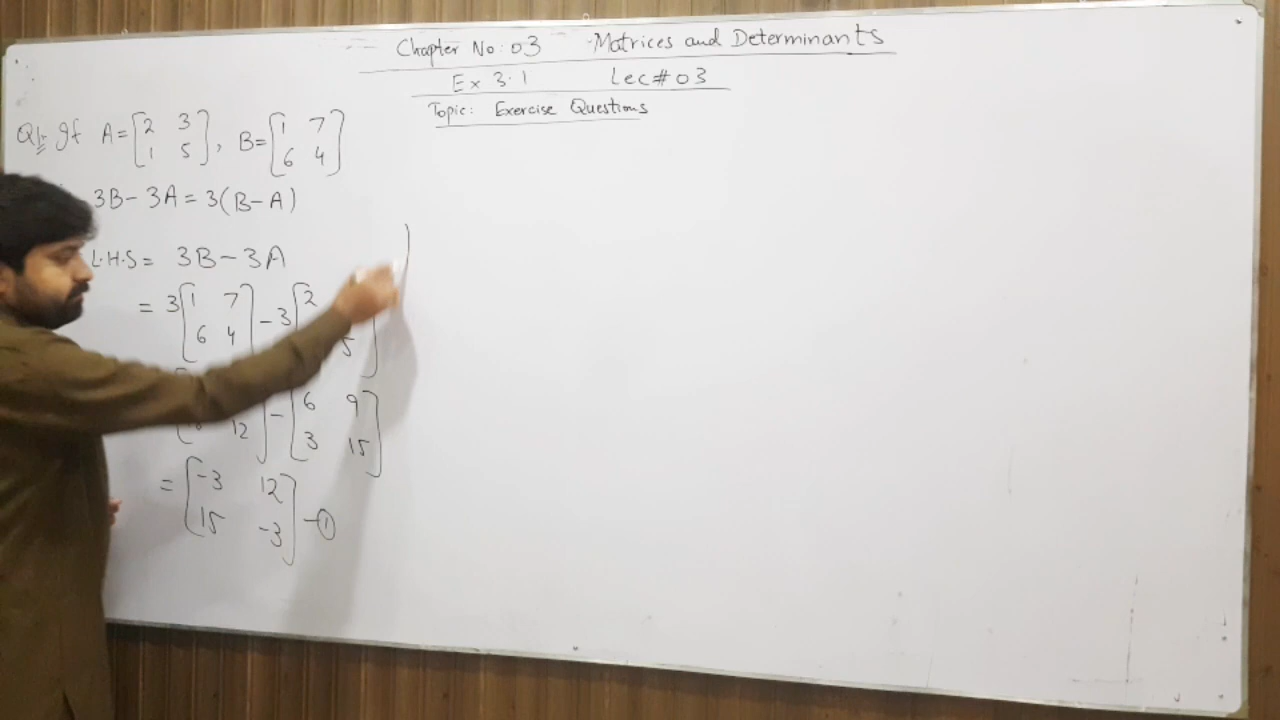 Chapter No: 03 Matrices and Determinants
Ex 3.1 Lec# 03
Topic: Exercise Questions
Q1:- If A = [2 3
1 5], B = [1 7
6 4]
3B - 3A = 3(B - A)
L.H.S = 3B - 3A
= 3 [1 7
6 4] - 3 [2
5]
12] - [6 9
3 15]
= [-3 12
15 -3] - ①